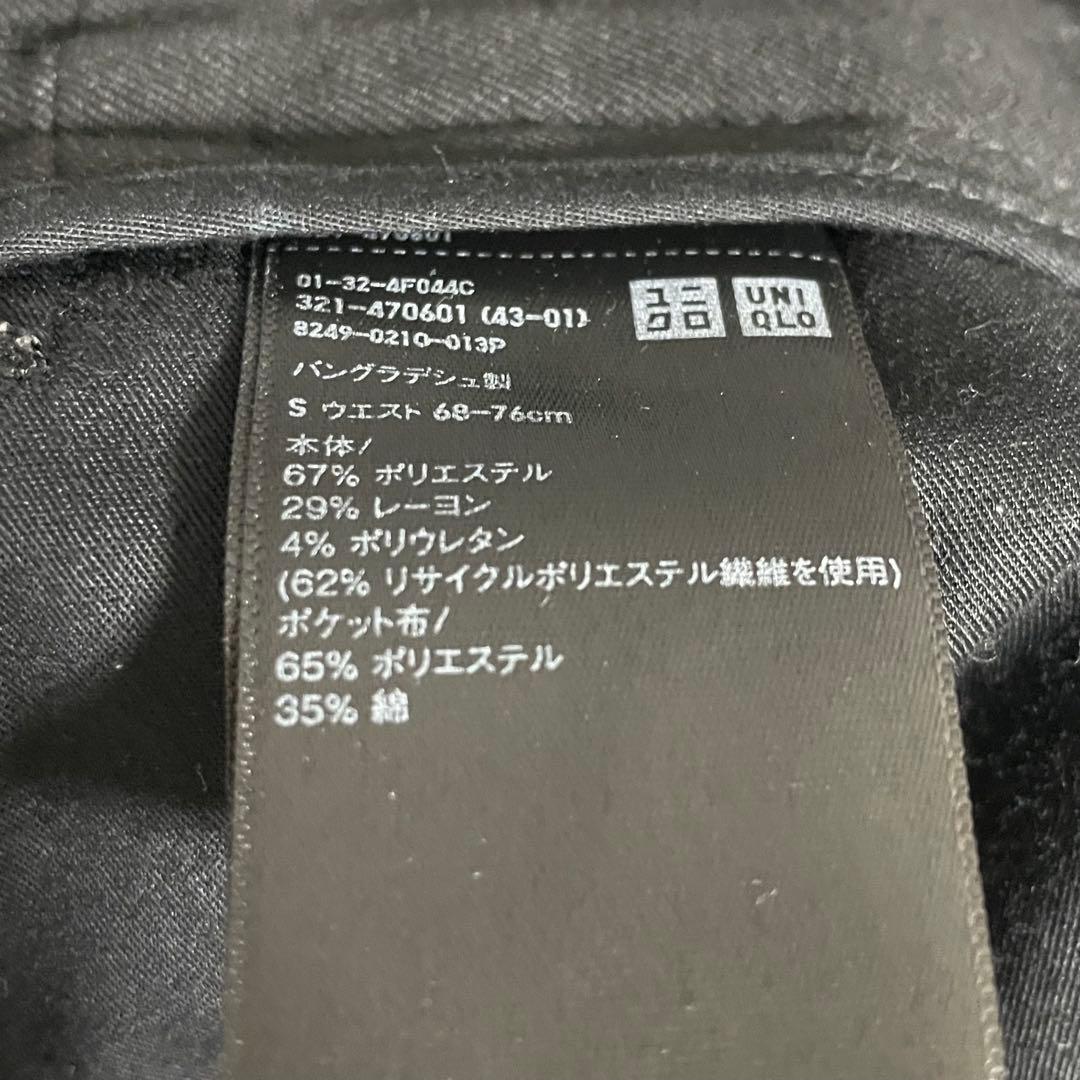 470601
01-32-4F044C
321-470601 (43-01)
8249-0210-013P
ユニ
クロ
UNI
QLO
バングラデシュ製
S ウエスト 68-76cm
本体/
67% ポリエステル
29% レーヨン
4% ポリウレタン
(62% リサイクルポリエステル繊維を使用)
ポケット布/
65% ポリエステル
35% 綿